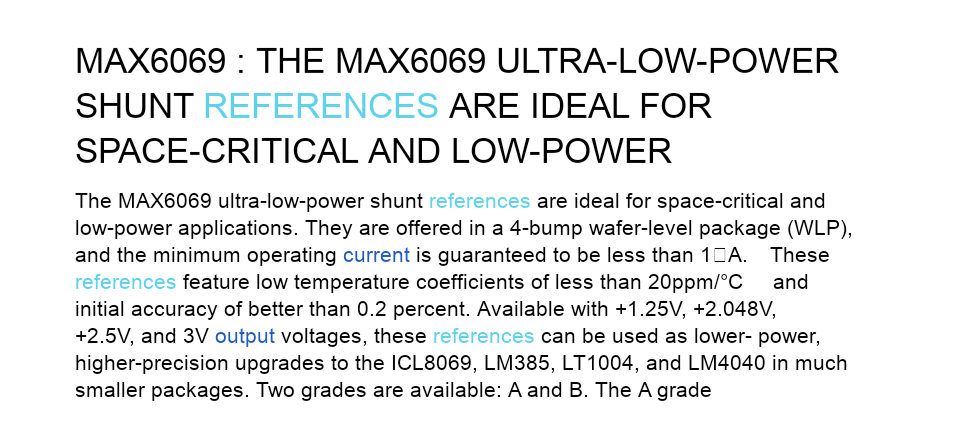 MAX6069 : THE MAX6069 ULTRA-LOW-POWER
SHUNT REFERENCES ARE IDEAL FOR
SPACE-CRITICAL AND LOW-POWER
The MAX6069 ultra-low-power shunt references are ideal for space-critical and
low-power applications. They are offered in a 4-bump wafer-level package (WLP),
and the minimum operating current is guaranteed to be less than 1□A. These
references feature low temperature coefficients of less than 20ppm/°C and
initial accuracy of better than 0.2 percent. Available with +1.25V, +2.048V,
+2.5V, and 3V output voltages, these references can be used as lower- power,
higher-precision upgrades to the ICL8069, LM385, LT1004, and LM4040 in much
smaller packages. Two grades are available: A and B. The A grade